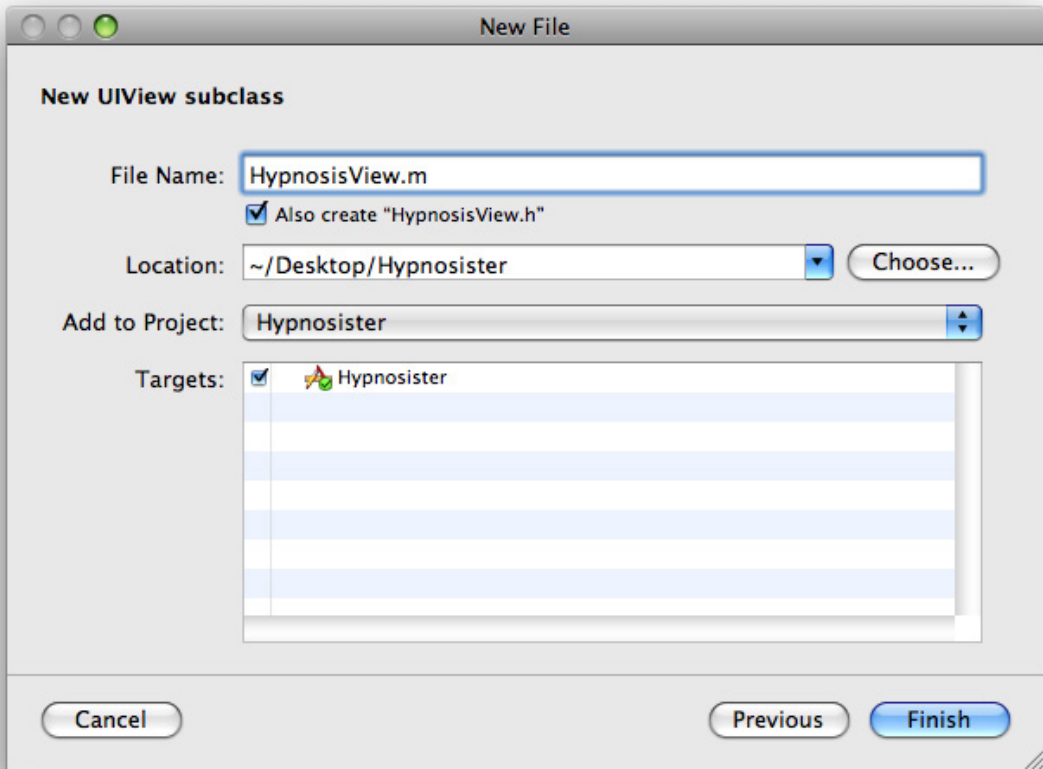 New File
New UIView subclass
File Name: HypnosisView.m
Also create “HypnosisView.h”
Location: ~/Desktop/Hypnosister Choose...
Add to Project: Hypnosister
Targets: Hypnosister
Cancel Previous Finish